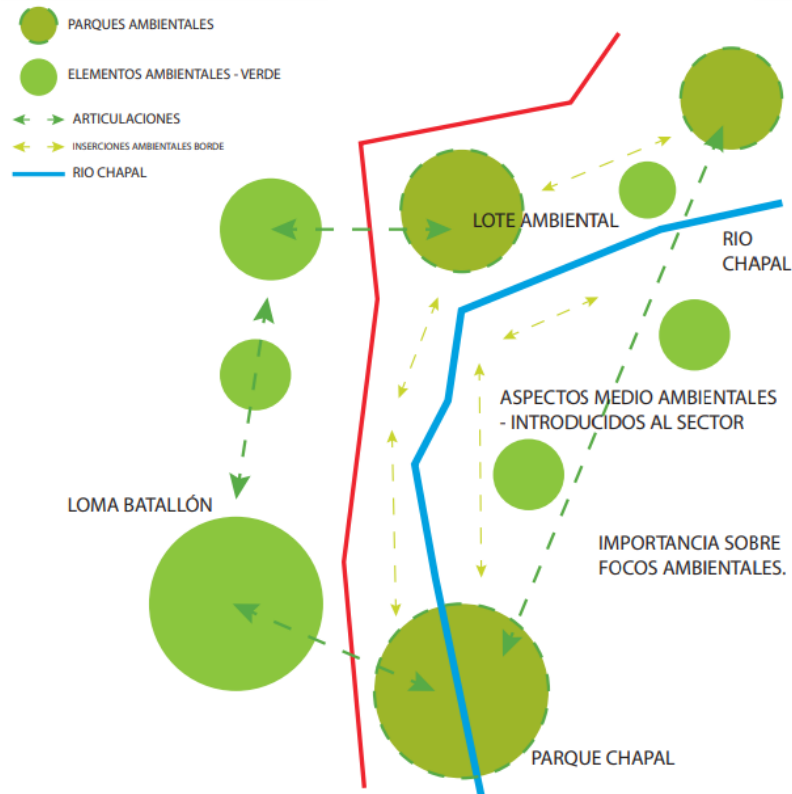 PARQUES AMBIENTALES
ELEMENTOS AMBIENTALES - VERDE
ARTICULACIONES
INSERCIONES AMBIENTALES BORDE
RIO CHAPAL
LOTE AMBIENTAL
RIO
CHAPAL
ASPECTOS MEDIO AMBIENTALES
- INTRODUCIDOS AL SECTOR
LOMA BATALLÓN
IMPORTANCIA SOBRE
FOCOS AMBIENTALES.
PARQUE CHAPAL